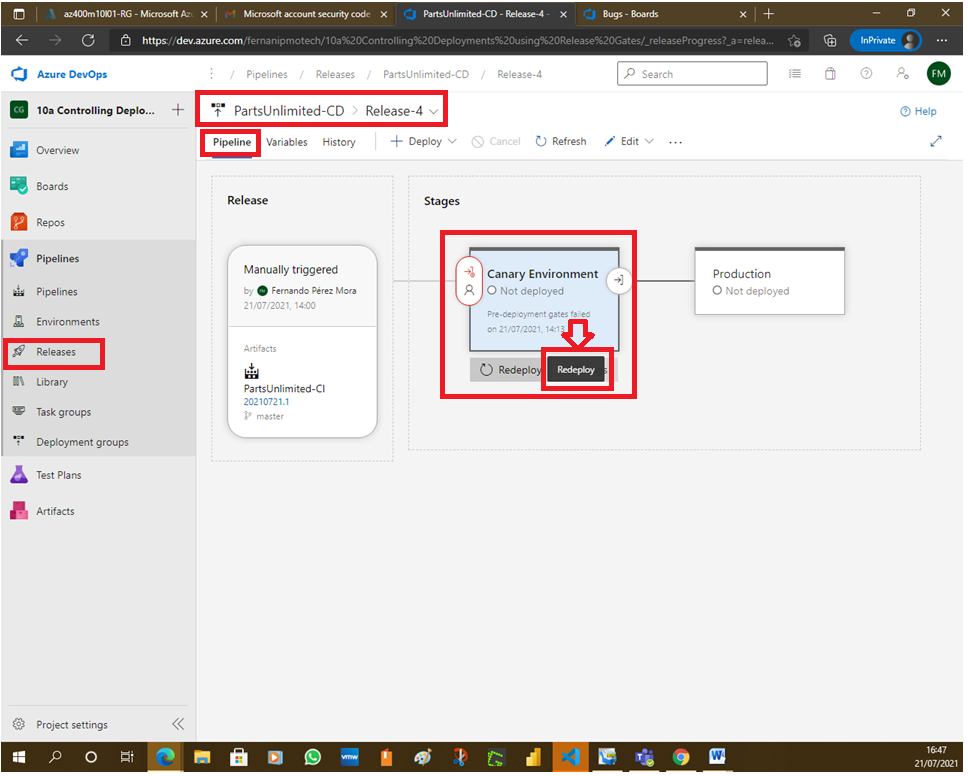 az400m10l01-RG - Microsoft Azu
Microsoft account security code
PartsUnlimited-CD - Release-4 -
Bugs - Boards
https://dev.azure.com/fernanipmotech/10a%20Controlling%20Deployments%20using%20Release%20Gates/_releaseProgress?_a=relea...
InPrivate
Azure DevOps
/ Pipelines / Releases / PartsUnlimited-CD / Release-4
Search
FM
CG 10a Controlling Deplo...
PartsUnlimited-CD > Release-4
Help
Pipeline Variables History
Deploy Cancel Refresh Edit ...
Overview
Boards
Repos
Pipelines
Pipelines
Environments
Releases
Library
Task groups
Deployment groups
Test Plans
Artifacts
Project settings
Release
Manually triggered
by FM Fernando Pérez Mora
21/07/2021, 14:00
Artifacts
PartsUnlimited-CI
20210721.1
master
Stages
Canary Environment
Not deployed
Pre-deployment gates failed
on 21/07/2021, 14:13
Redeploy
Redeploy
Production
Not deployed
vmw
16:47
21/07/2021